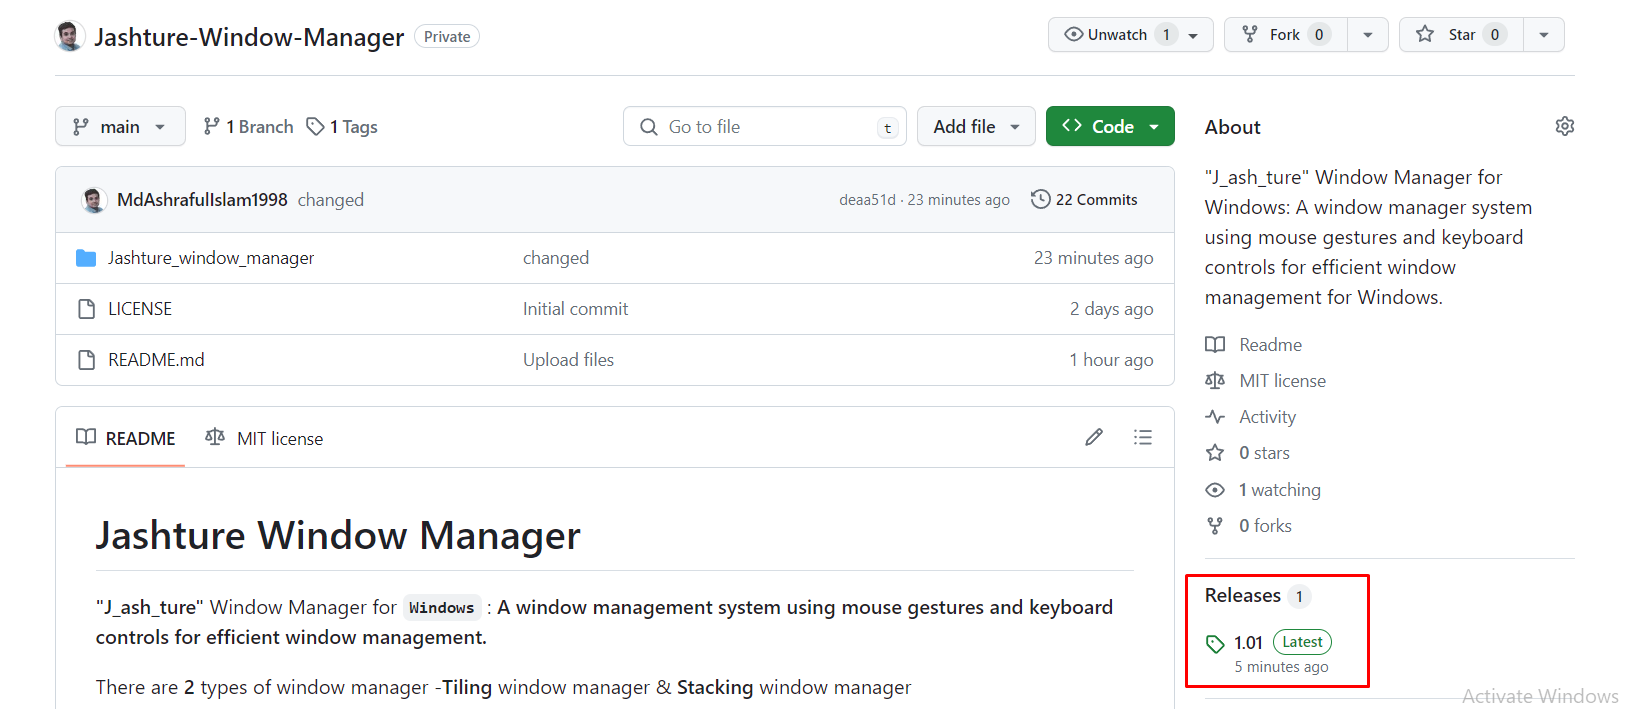 Jashture-Window-Manager Private Unwatch 1 Fork 0 Star 0
main 1 Branch 1 Tags Go to file t Add file Code
MdAshrafulIslam1998 changed deaa51d · 23 minutes ago 22 Commits
Jashture_window_manager changed 23 minutes ago
LICENSE Initial commit 2 days ago
README.md Upload files 1 hour ago
README MIT license
Jashture Window Manager
"J_ash_ture" Window Manager for Windows : A window management system using mouse gestures and keyboard
controls for efficient window management.
There are 2 types of window manager -Tiling window manager & Stacking window manager
About
"J_ash_ture" Window Manager for
Windows: A window manager system
using mouse gestures and keyboard
controls for efficient window
management for Windows.
Readme
MIT license
Activity
0 stars
1 watching
0 forks
Releases 1
1.01 Latest
5 minutes ago
Activate Windows